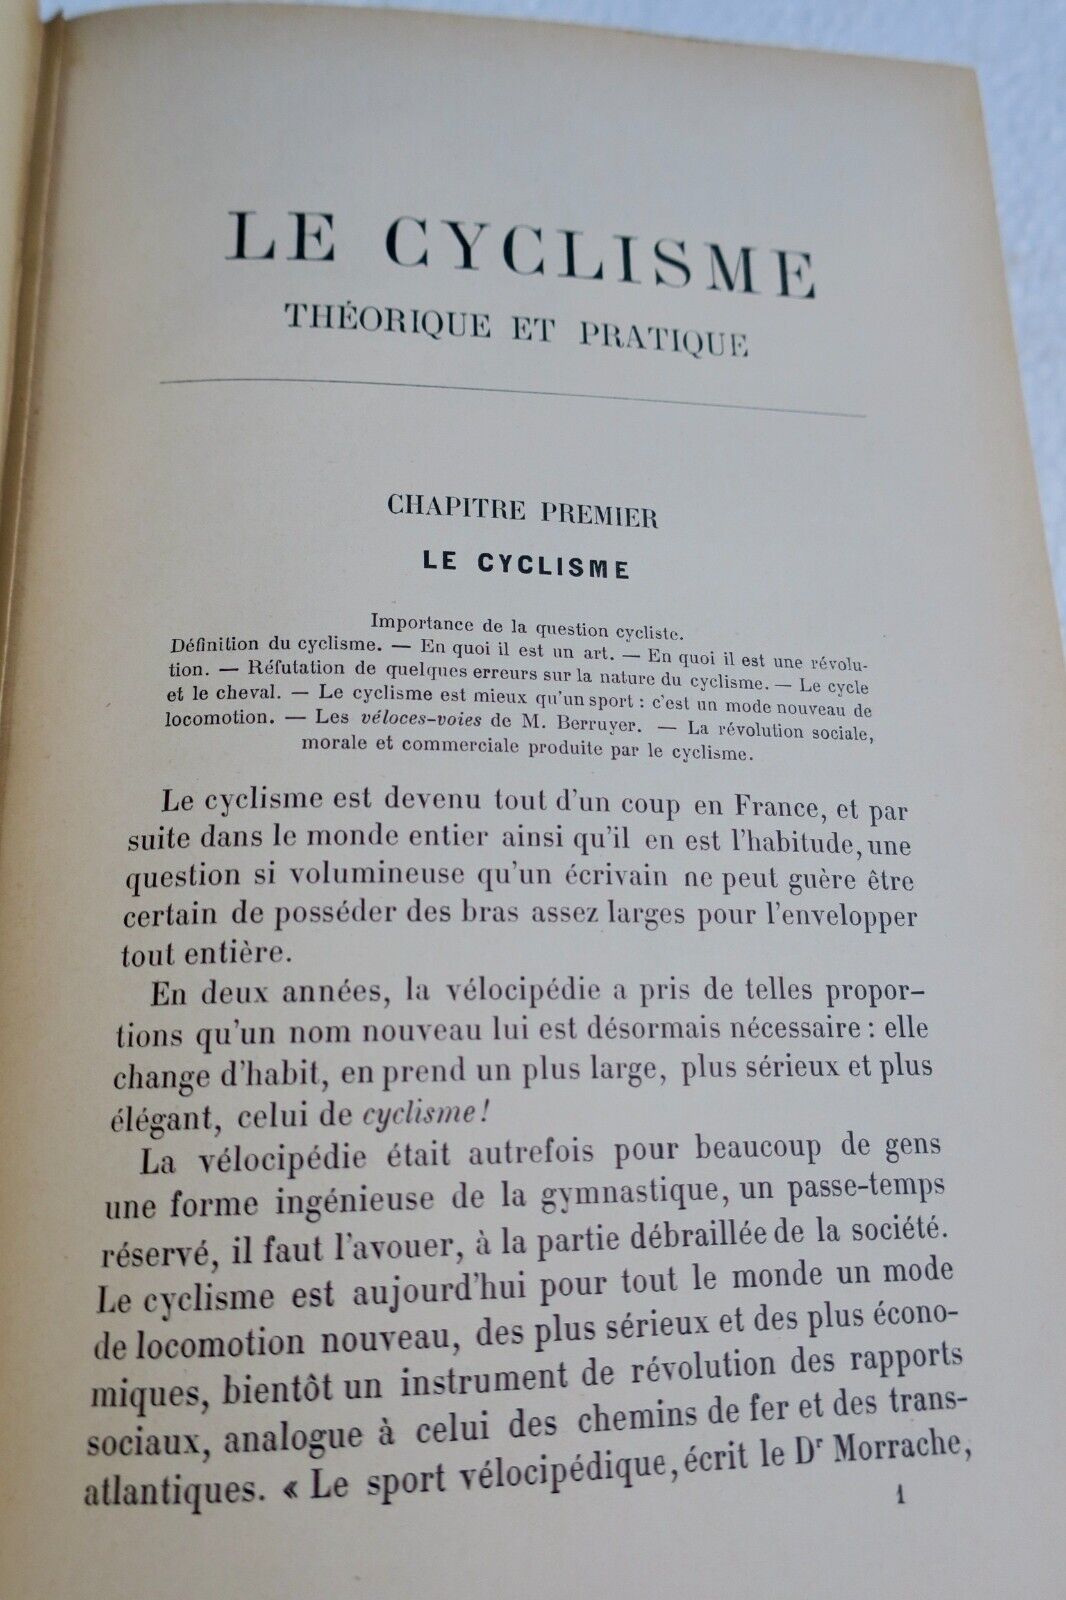 LE CYCLISME
THÉORIQUE ET PRATIQUE
CHAPITRE PREMIER
LE CYCLISME
Importance de la question cycliste.
Définition du cyclisme. — En quoi il est un art. — En quoi il est une révolu-
tion. — Réfutation de quelques erreurs sur la nature du cyclisme. — Le cycle
et le cheval. — Le cyclisme est mieux qu'un sport : c'est un mode nouveau de
locomotion. — Les véloces-voies de M. Berruyer. — La révolution sociale,
morale et commerciale produite par le cyclisme.
Le cyclisme est devenu tout d'un coup en France, et par
suite dans le monde entier ainsi qu'il en est l'habitude, une
question si volumineuse qu'un écrivain ne peut guère être
certain de posséder des bras assez larges pour l'envelopper
tout entière.
En deux années, la vélocipédie a pris de telles propor-
tions qu'un nom nouveau lui est désormais nécessaire : elle
change d'habit, en prend un plus large, plus sérieux et plus
élégant, celui de cyclisme !
La vélocipédie était autrefois pour beaucoup de gens
une forme ingénieuse de la gymnastique, un passe-temps
réservé, il faut l'avouer, à la partie débraillée de la société.
Le cyclisme est aujourd'hui pour tout le monde un mode
de locomotion nouveau, des plus sérieux et des plus écono-
miques, bientôt un instrument de révolution des rapports
sociaux, analogue à celui des chemins de fer et des trans-
atlantiques. « Le sport vélocipédique, écrit le Dr Morrache,
1